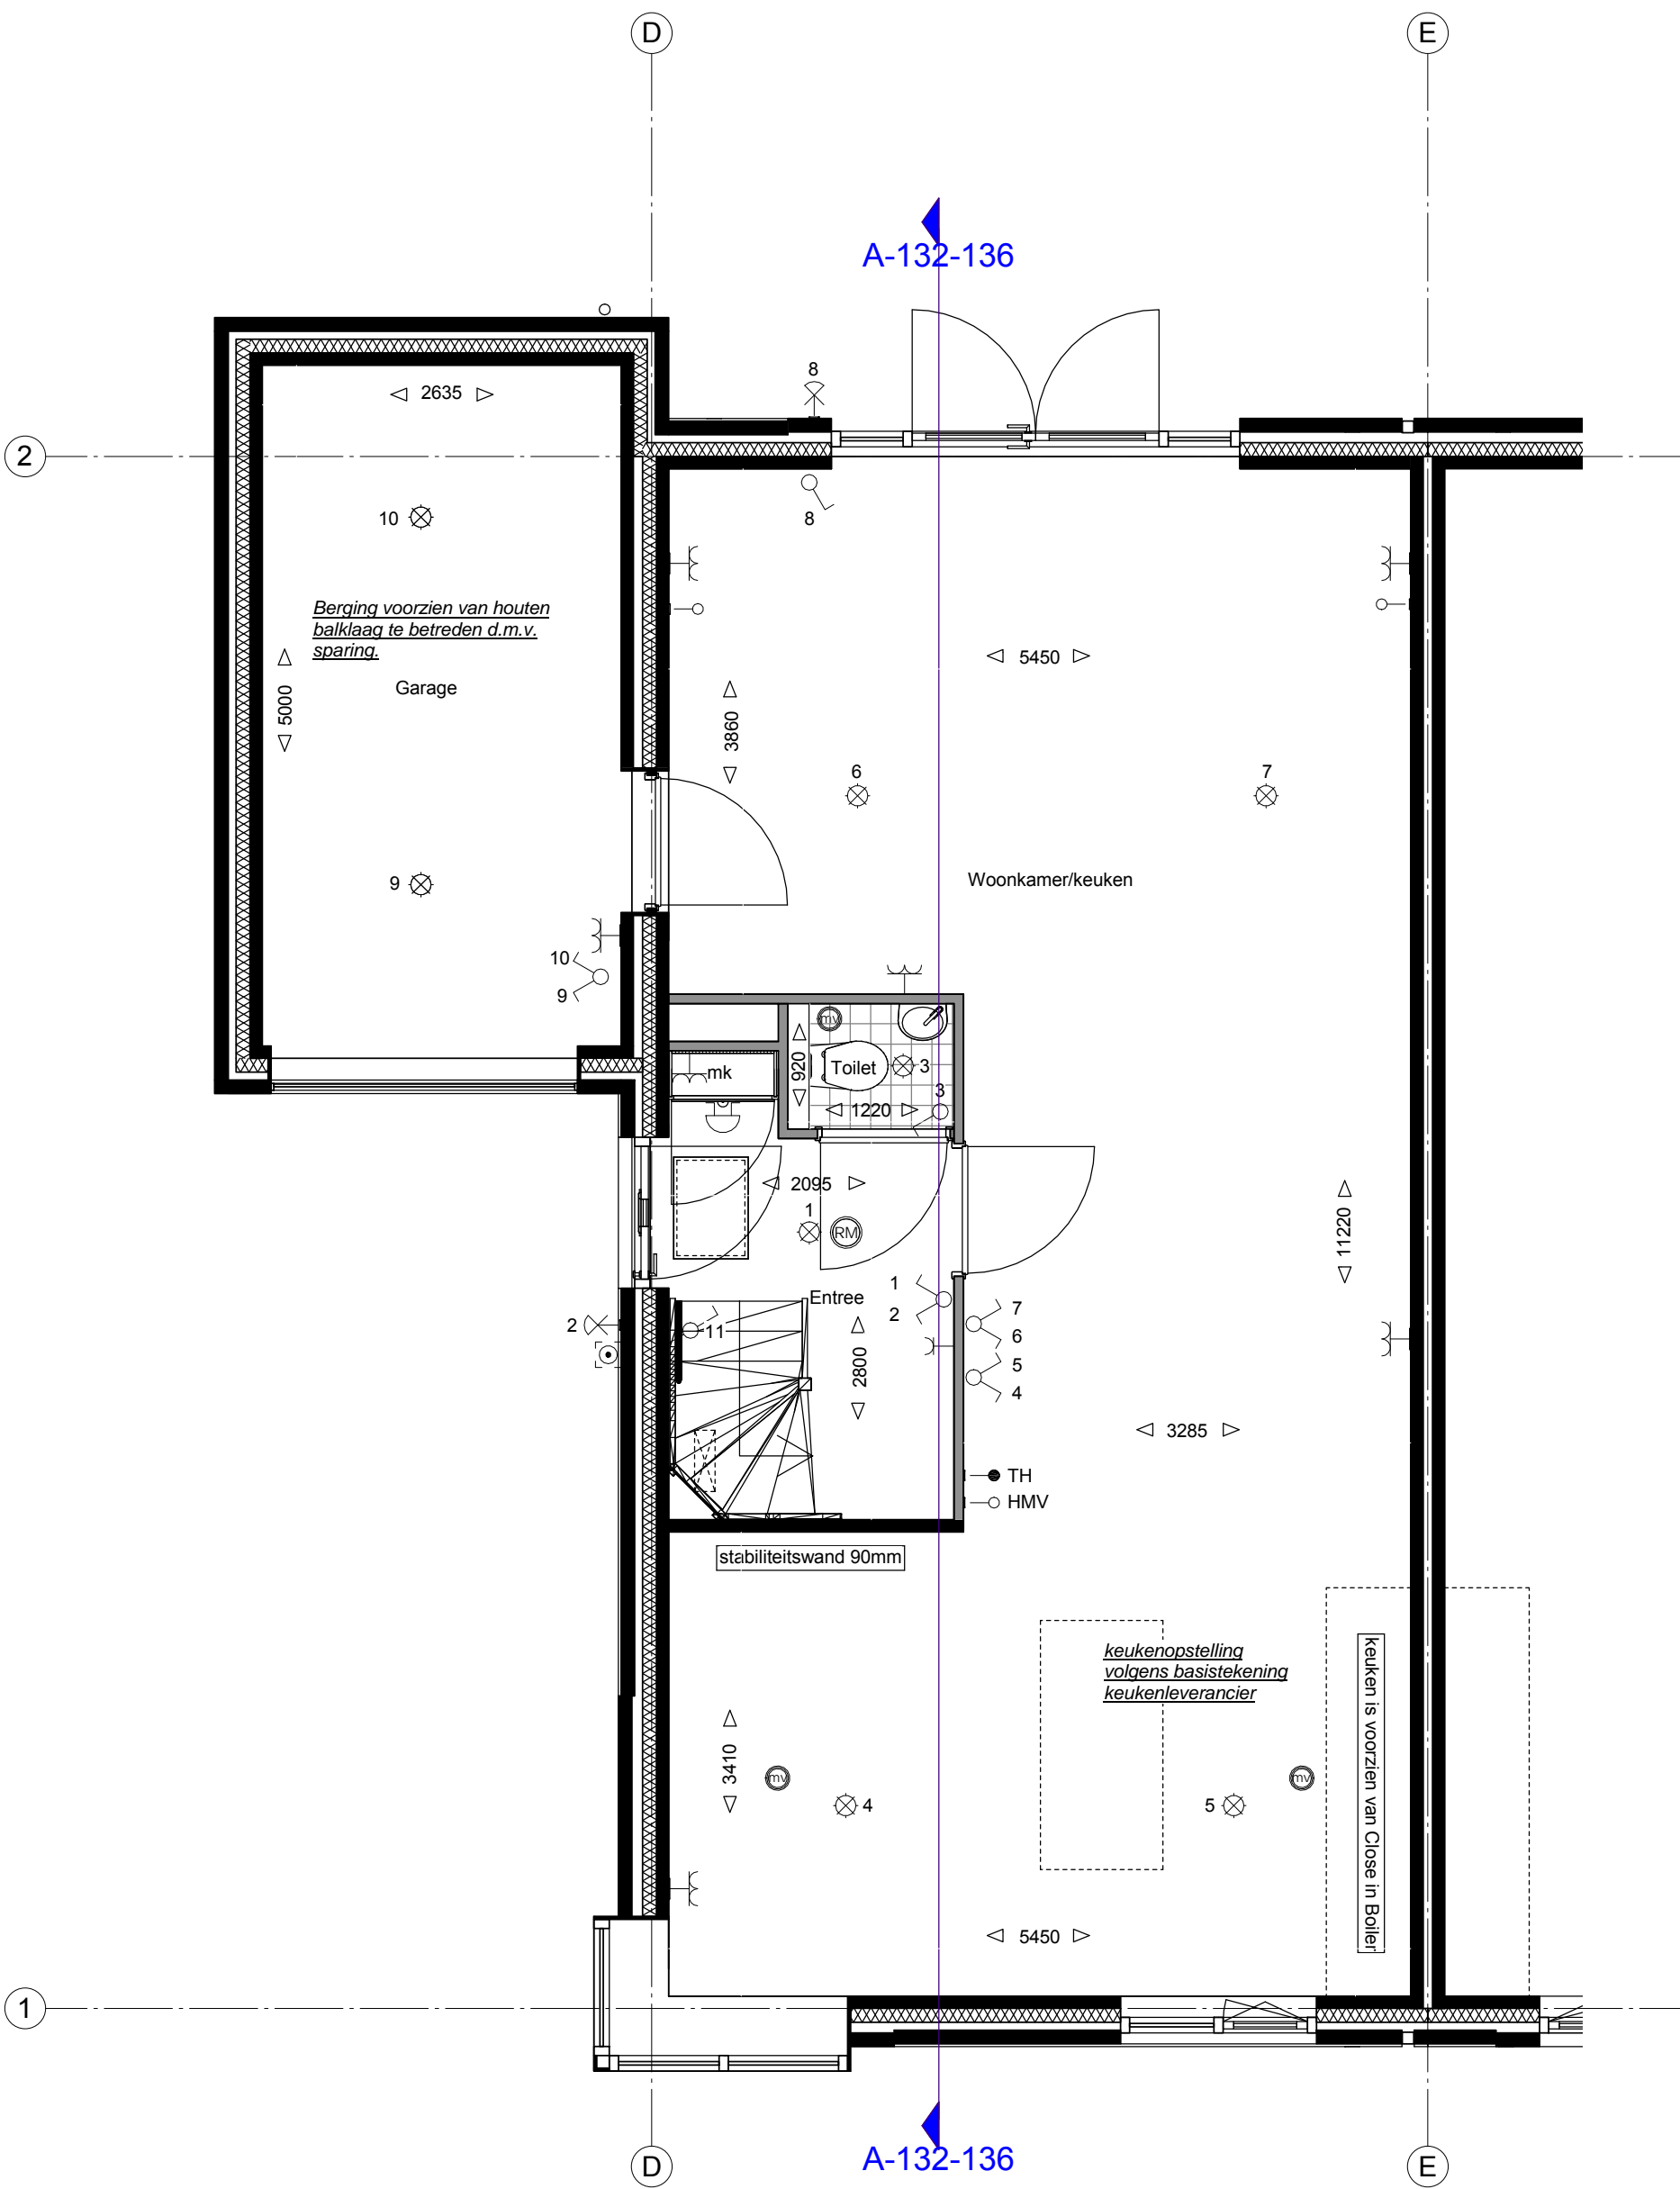 D
E
A-132-136
8
2635
2
8
10
Berging voorzien van houten
balklaag te betreden d.m.v.
sparing.
5450
Garage
5000
3860
6
7
Woonkamer/keuken
9
10
9
mv
920
Toilet
3
mk
3
1220
2095
1
RM
11220
1
Entree
2
7
2
11
6
2800
5
4
3285
TH
HMV
stabiliteitswand 90mm
keukenopstelling
volgens basistekening
keukenleverancier
keuken is voorzien van Close in Boiler
3410
mv
mv
4
5
5450
1
D
A-132-136
E